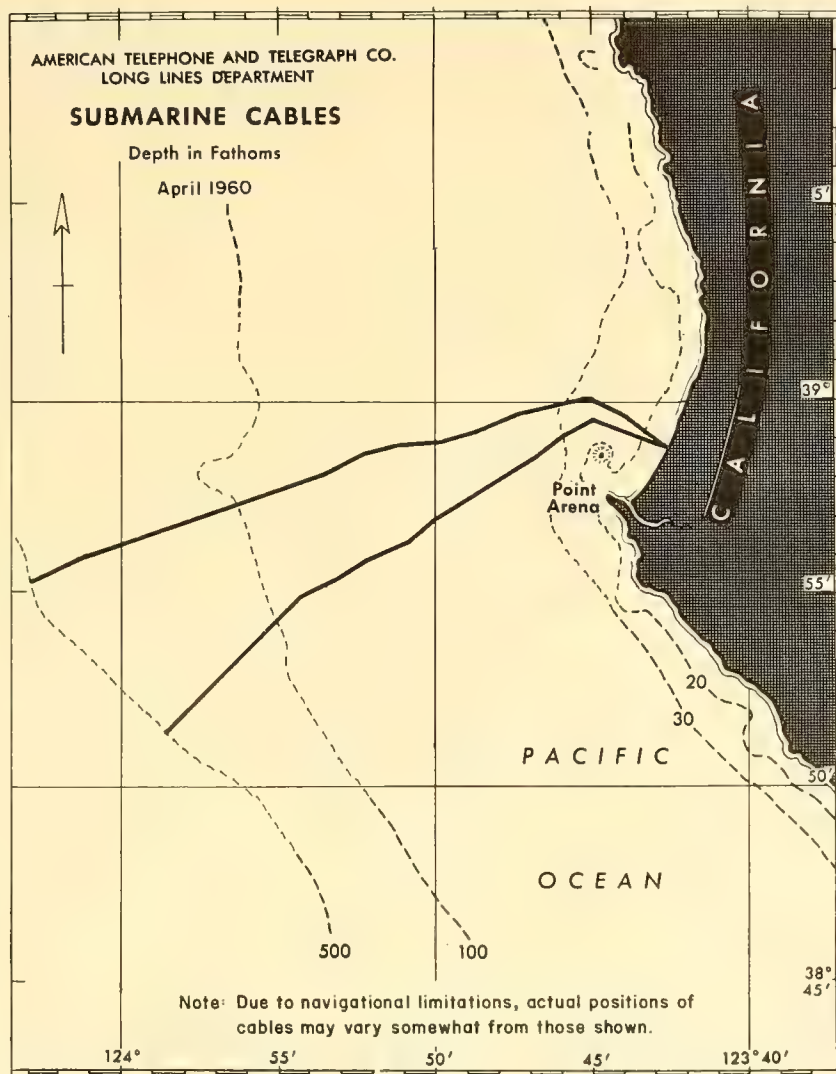 AMERICAN TELEPHONE AND TELEGRAPH CO.
LONG LINES DEPARTMENT
SUBMARINE CABLES
Depth in Fathoms
April 1960
CALIFORNIA
5′
39°
Point
Arena
55′
20
30
PACIFIC
50′
OCEAN
500
100
38°
45′
Note: Due to navigational limitations, actual positions of
cables may vary somewhat from those shown.
124°
55′
50′
45′
123°40′